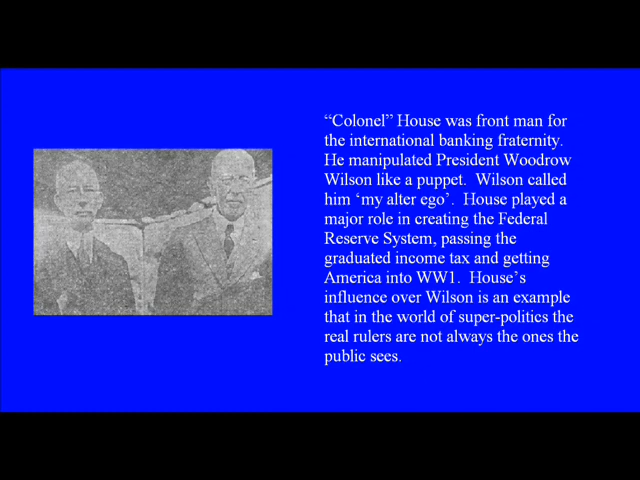 “Colonel” House was front man for
the international banking fraternity.
He manipulated President Woodrow
Wilson like a puppet.  Wilson called
him ‘my alter ego’.  House played a
major role in creating the Federal
Reserve System, passing the
graduated income tax and getting
America into WW1.  House’s
influence over Wilson is an example
that in the world of super-politics the
real rulers are not always the ones the
public sees.